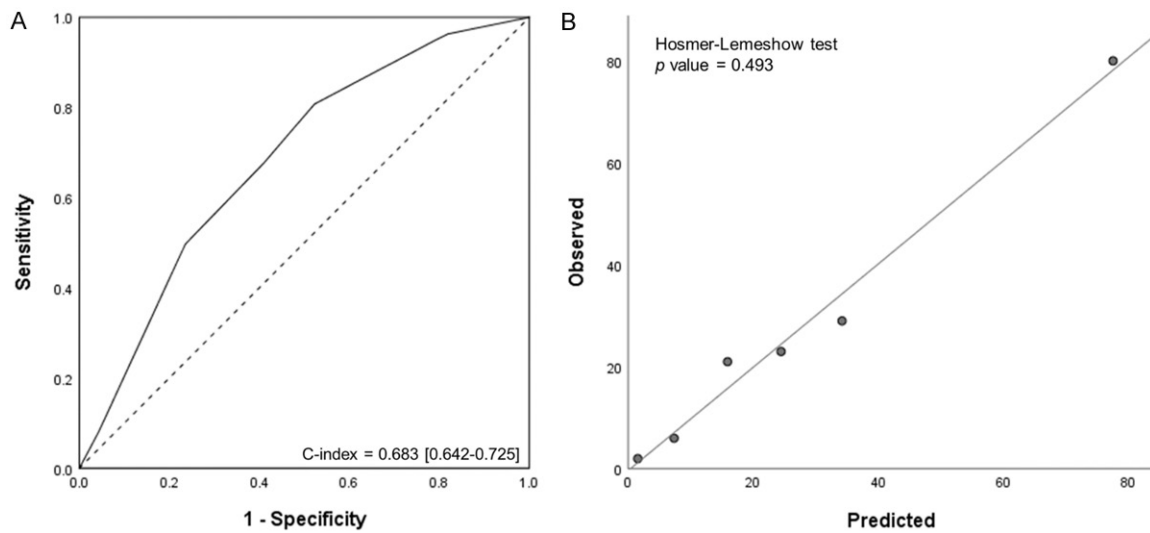 A
1.0
0.8
0.6
0.4
0.2
0.0
Sensitivity
C-index = 0.683 [0.642-0.725]
0.0 0.2 0.4 0.6 0.8 1.0
1 - Specificity
B
Hosmer-Lemeshow test
p value = 0.493
80
60
40
20
0
Observed
0 20 40 60 80
Predicted